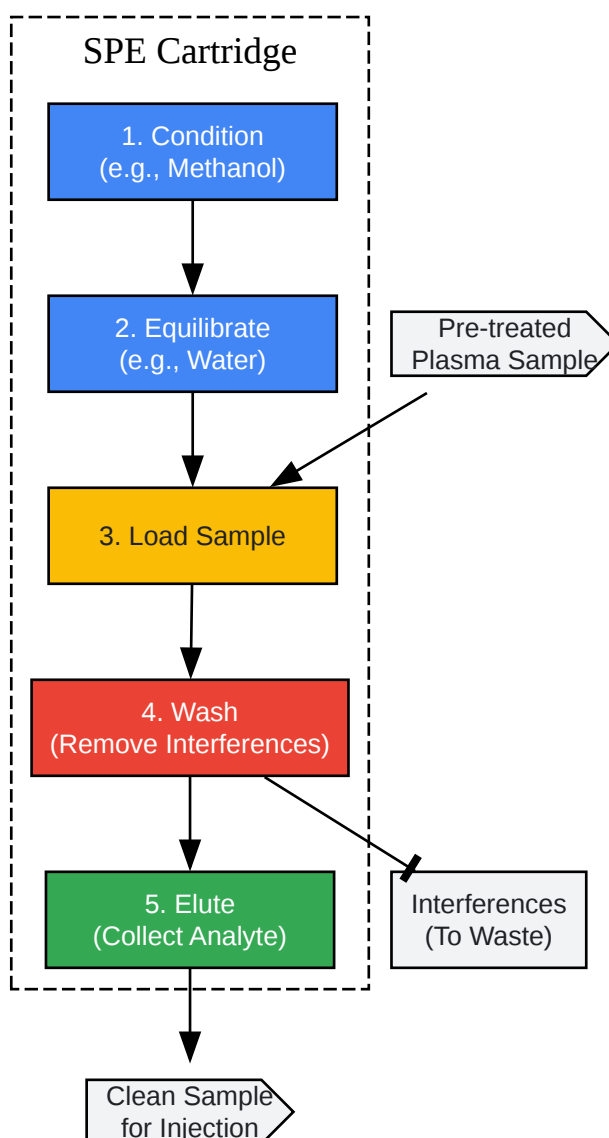 SPE Cartridge
1. Condition
(e.g., Methanol)
2. Equilibrate
(e.g., Water)
Pre-treated
Plasma Sample
3. Load Sample
4. Wash
(Remove Interferences)
5. Elute
(Collect Analyte)
Interferences
(To Waste)
Clean Sample
for Injection